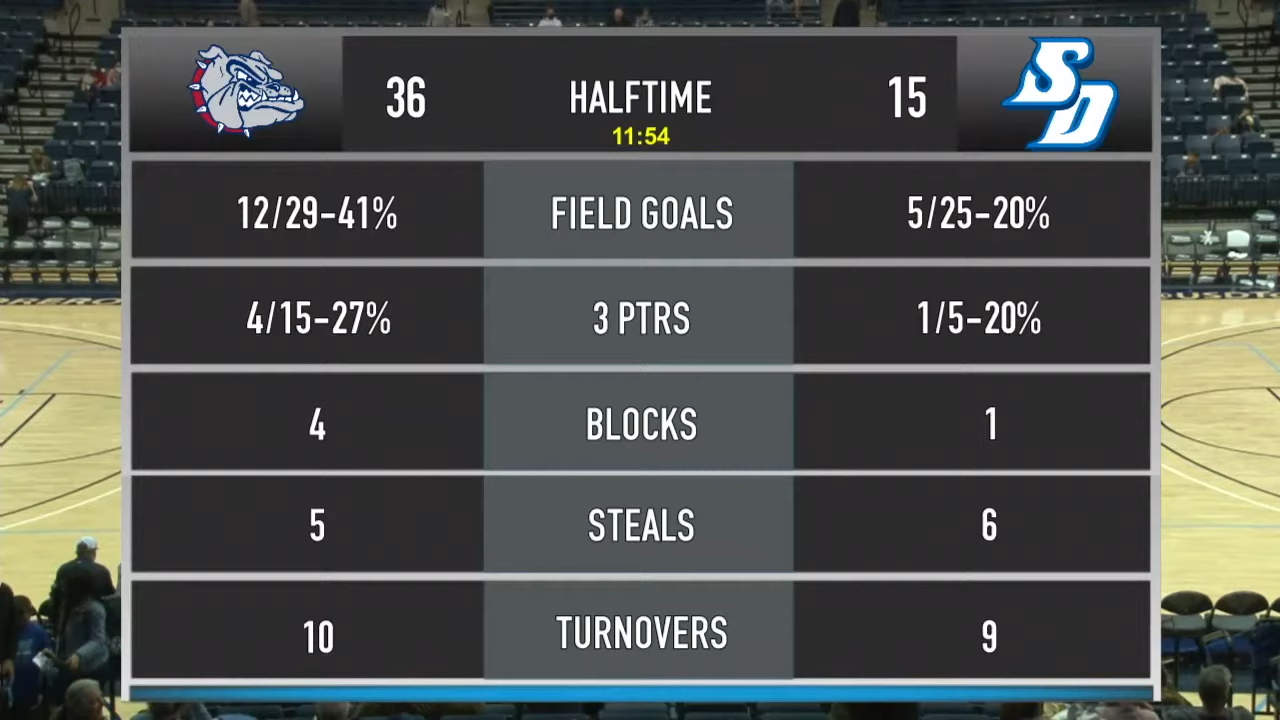 36 HALFTIME 15 SD
11:54
12/29-41% FIELD GOALS 5/25-20%
4/15-27% 3 PTRS 1/5-20%
4 BLOCKS 1
5 STEALS 6
10 TURNOVERS 9